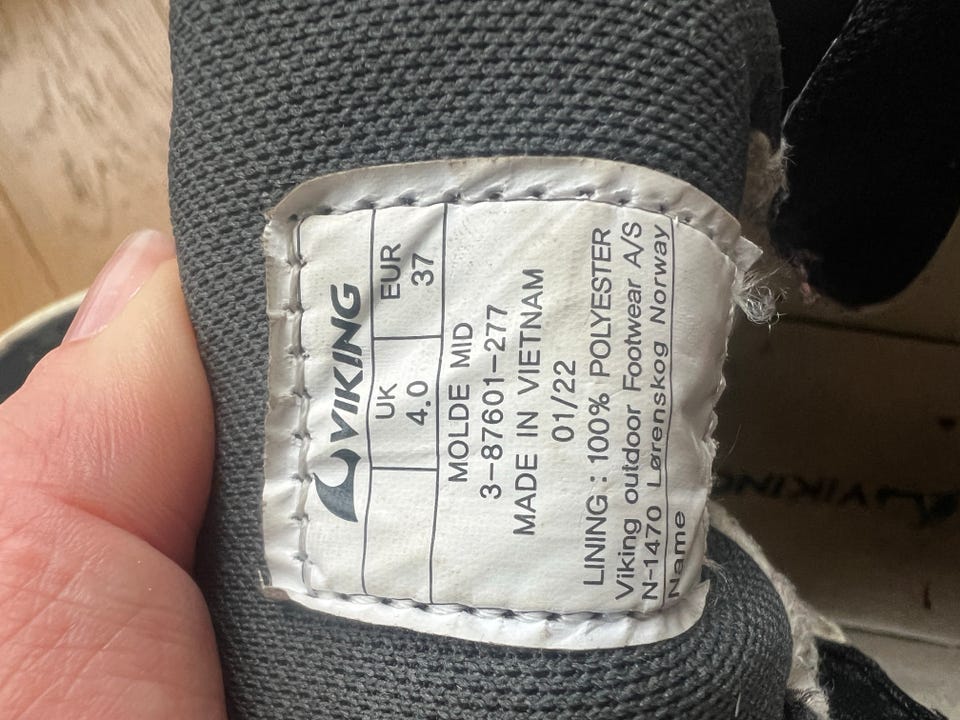 VIKING
UK EUR
4.0 37
MOLDE MID
3-87601-277
MADE IN VIETNAM
01/22
LINING : 100% POLYESTER
Viking outdoor Footwear A/S
N-1470 Lørenskog Norway
Name
VIKING